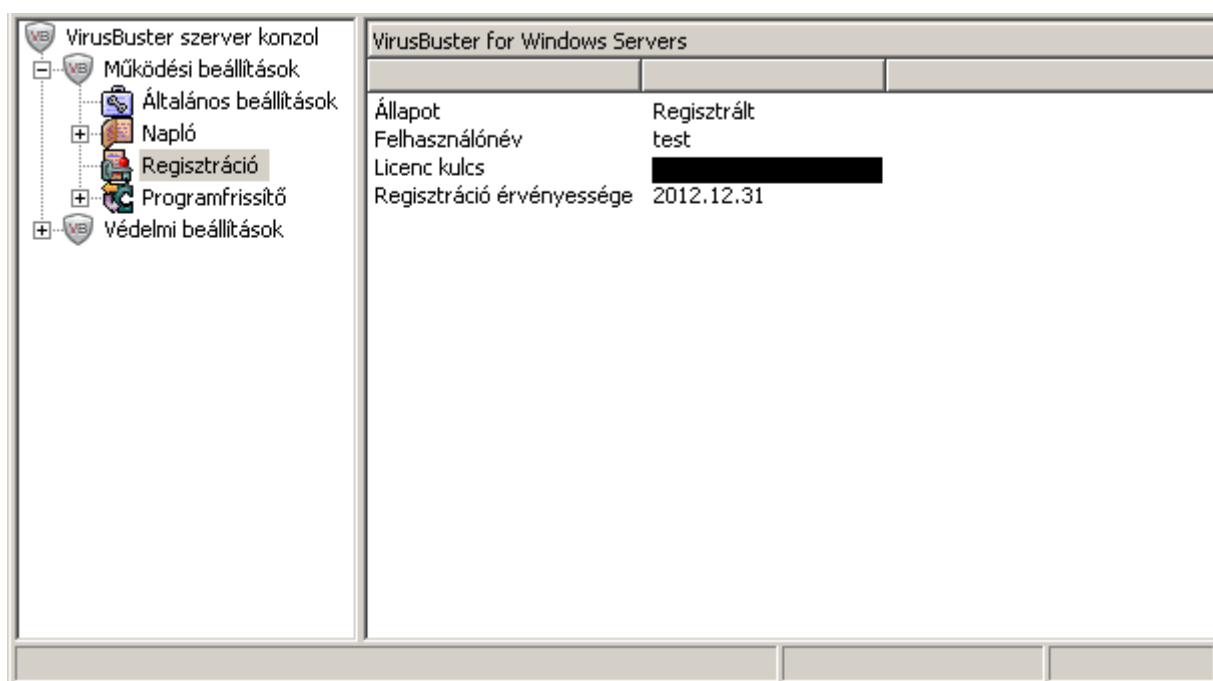 VirusBuster szerver konzol
Működési beállítások
Általános beállítások
Napló
Regisztráció
Programfrissítő
Védelmi beállítások
VirusBuster for Windows Servers
Állapot Regisztrált
Felhasználónév test
Licenc kulcs
Regisztráció érvényessége 2012.12.31